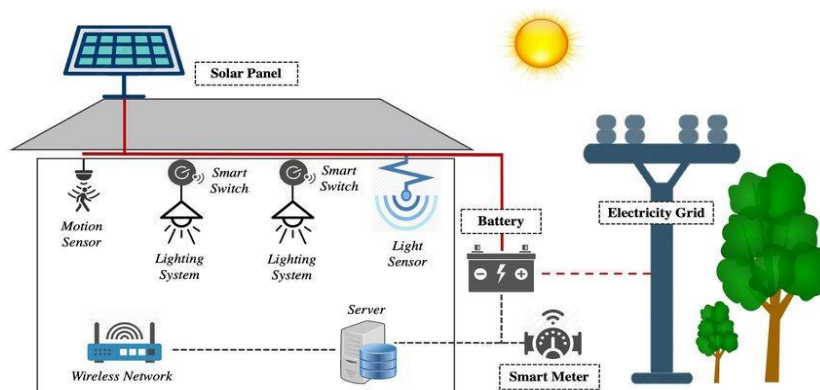 Solar Panel
Smart
Switch
Smart
Switch
Motion
Sensor
Lighting
System
Lighting
System
Light
Sensor
Battery
Electricity Grid
Server
Wireless Network
Smart Meter